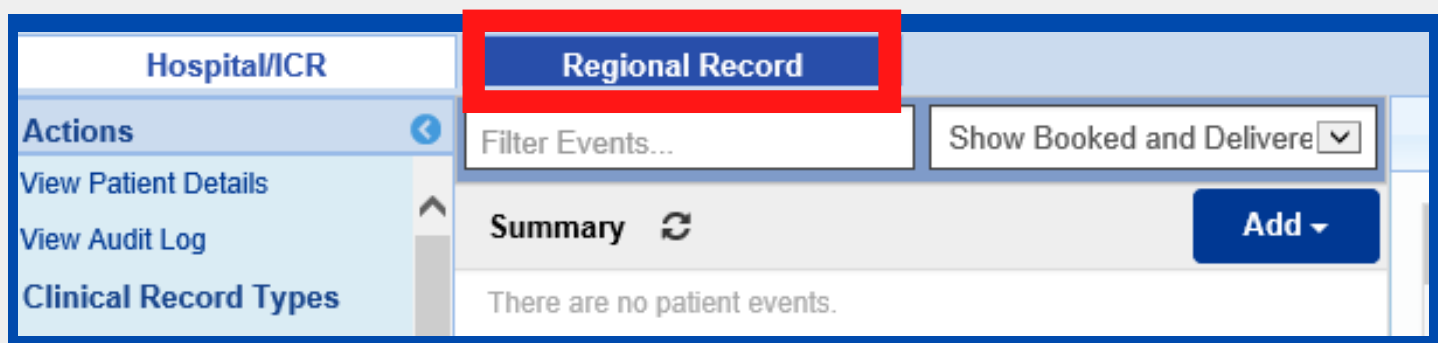 Hospital/ICR
Regional Record
Actions
Filter Events...
Show Booked and Delivere
View Patient Details
View Audit Log
Summary
Add
Clinical Record Types
There are no patient events.